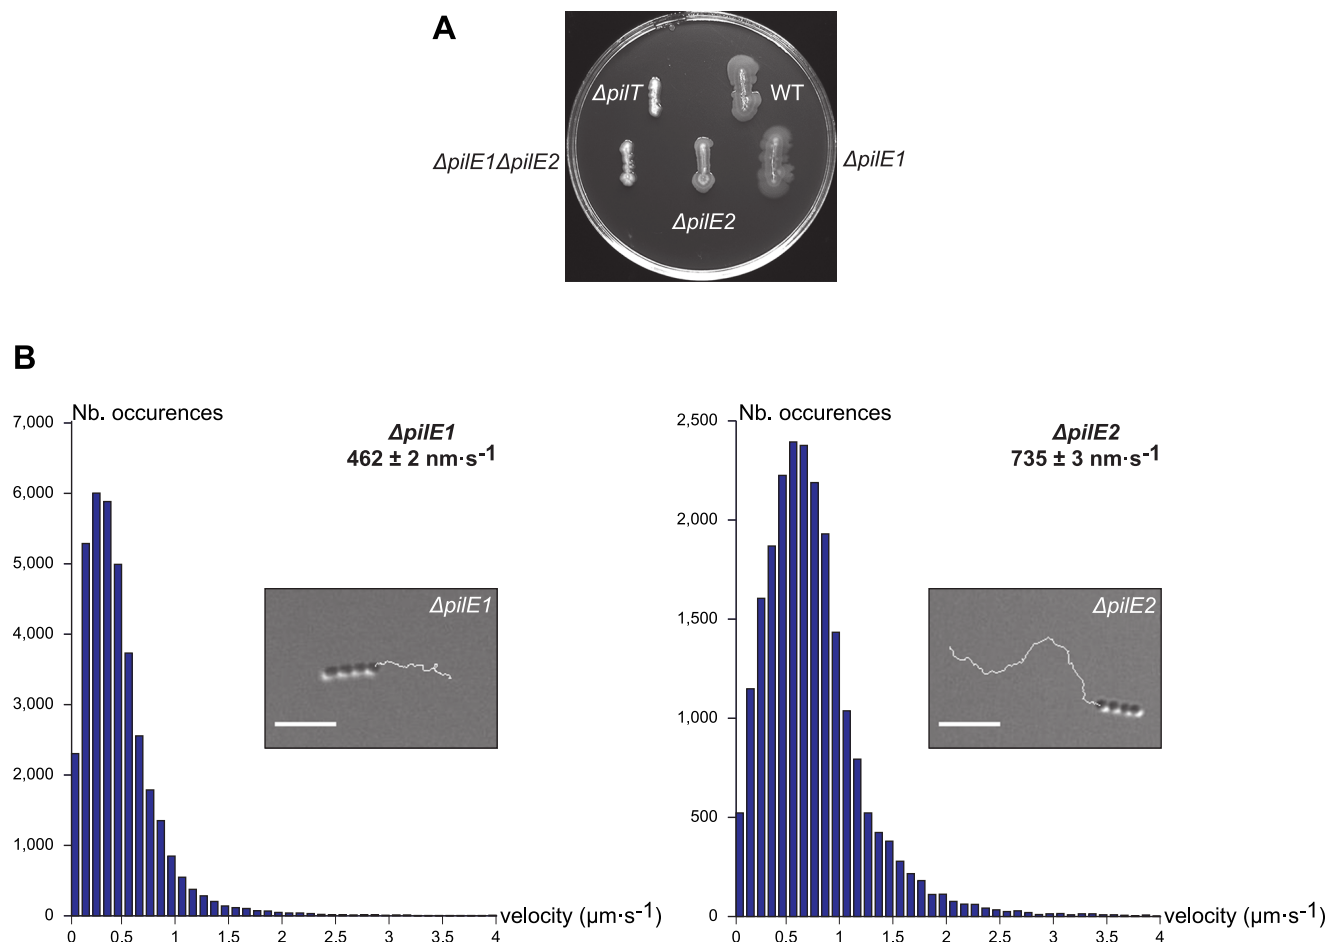 A
ΔpilT
WT
ΔpilE1ΔpilE2
ΔpilE1
ΔpilE2
B
Nb. occurences
7,000
6,000
5,000
4,000
3,000
2,000
1,000
0
ΔpilE1
462 ± 2 nm·s-1
ΔpilE1
0 0.5 1 1.5 2 2.5 3 3.5 4
velocity (µm·s-1)
Nb. occurences
2,500
2,000
1,500
1,000
500
0
ΔpilE2
735 ± 3 nm·s-1
ΔpilE2
0 0.5 1 1.5 2 2.5 3 3.5 4
velocity (µm·s-1)